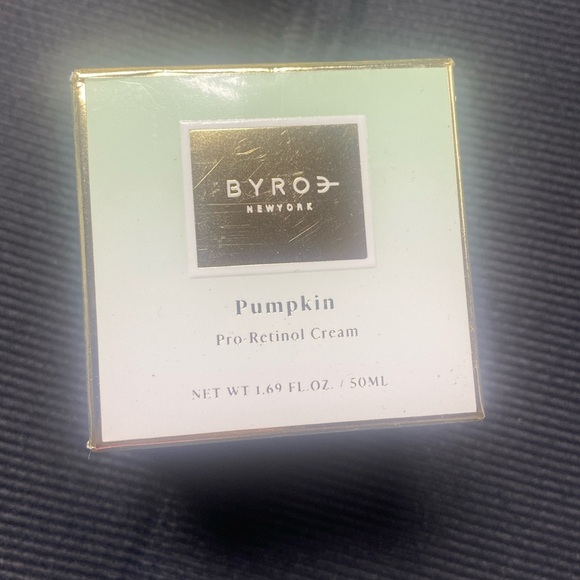 BYROE
NEWYORK
Pumpkin
Pro-Retinol Cream
NET WT 1.69 FL.OZ. / 50ML